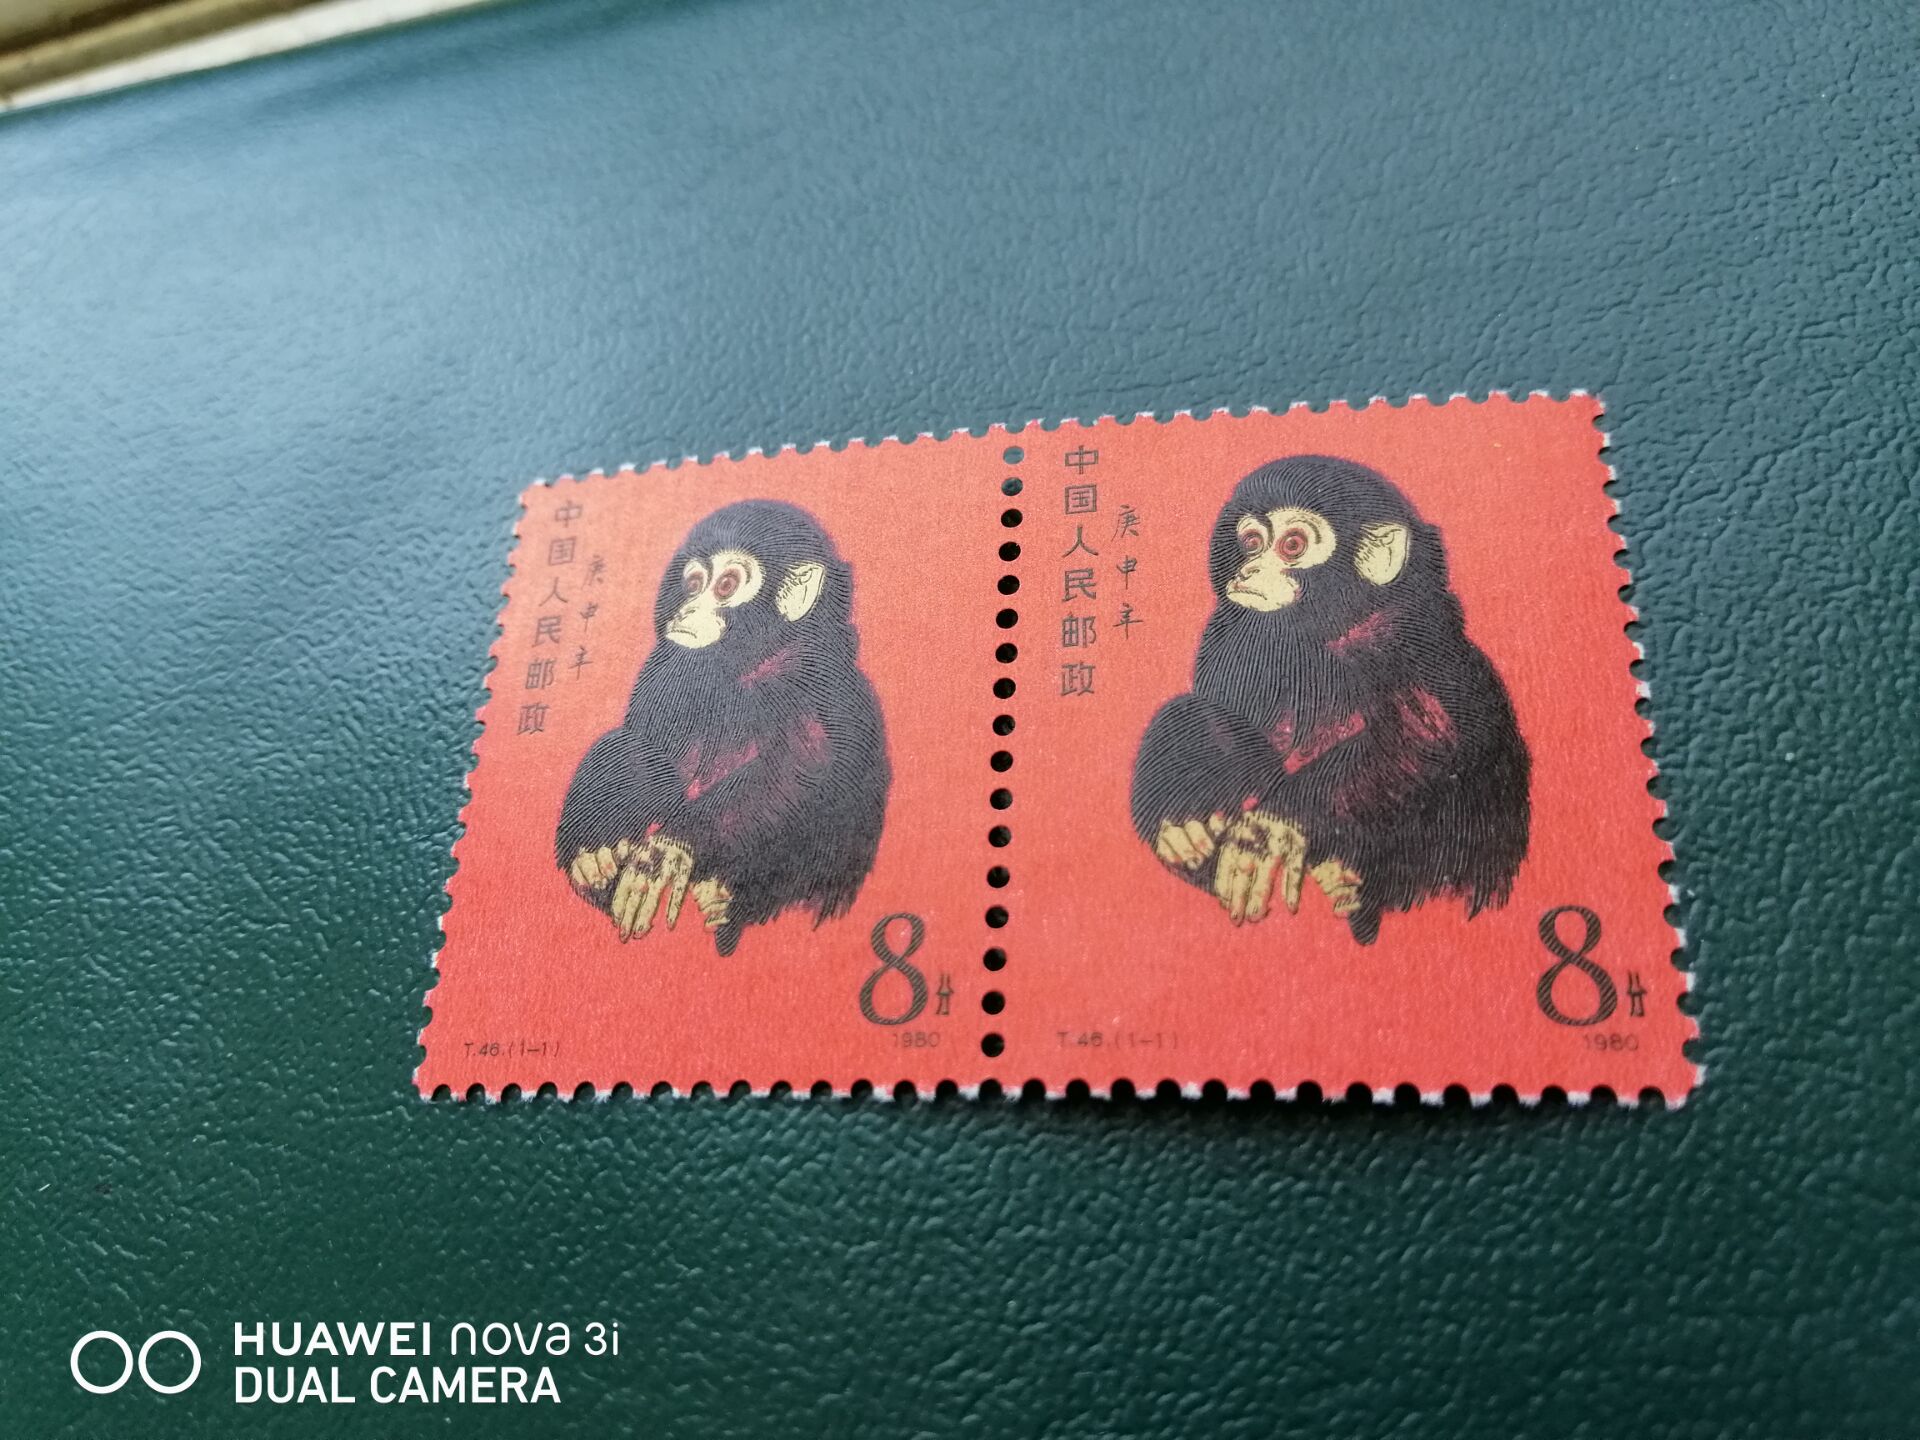 中国人民邮政
庚申年
8分
1980
T.46.(1-1)
中国人民邮政
庚申年
8分
1980
T.46.(1-1)
HUAWEI nova 3i
DUAL CAMERA